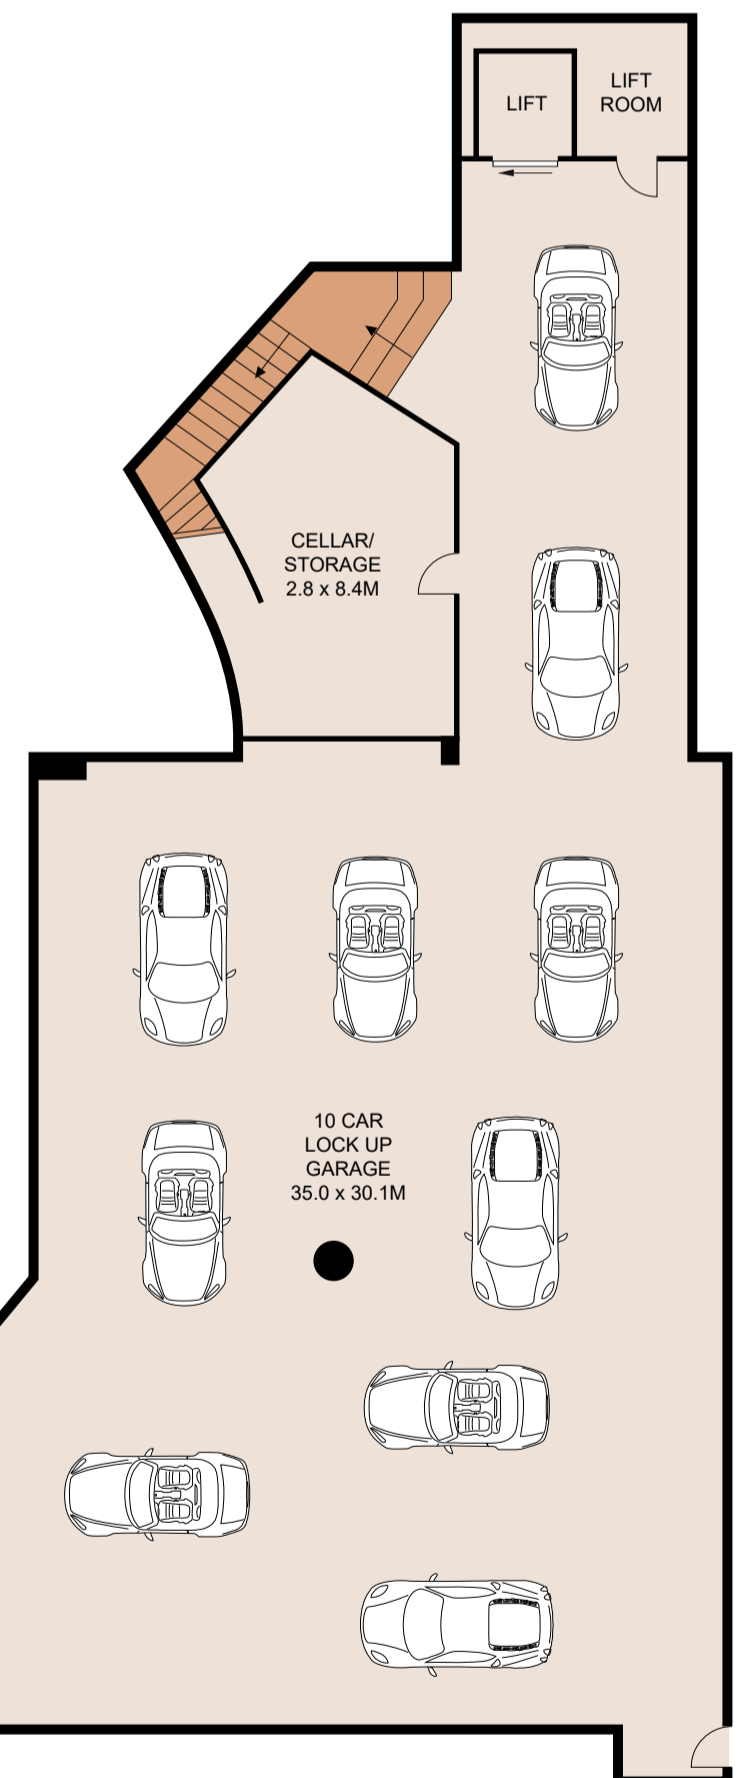 LIFT
LIFT
ROOM
CELLAR/
STORAGE
2.8 x 8.4M
10 CAR
LOCK UP
GARAGE
35.0 x 30.1M